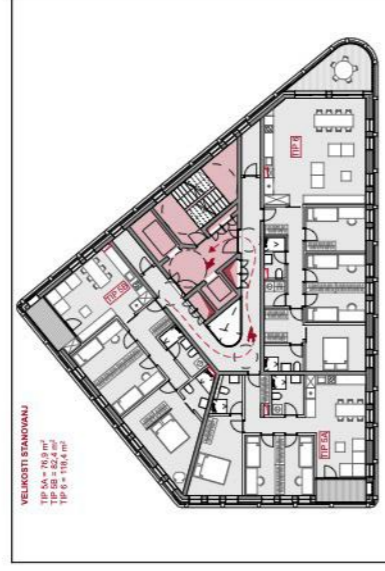 VELIKOSTI STANOVANJ
TIP 5A = 76,9 m²
TIP 5B = 82,4 m²
TIP 6 = 118,4 m²
TIP 5B
TIP 6
TIP 5A